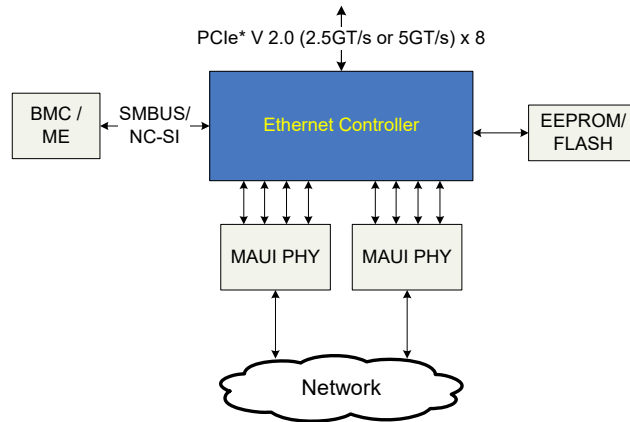 PCIe* V 2.0 (2.5GT/s or 5GT/s) x 8
BMC /
ME
SMBUS/
NC-SI
Ethernet Controller
EEPROM/
FLASH
MAUI PHY
MAUI PHY
Network